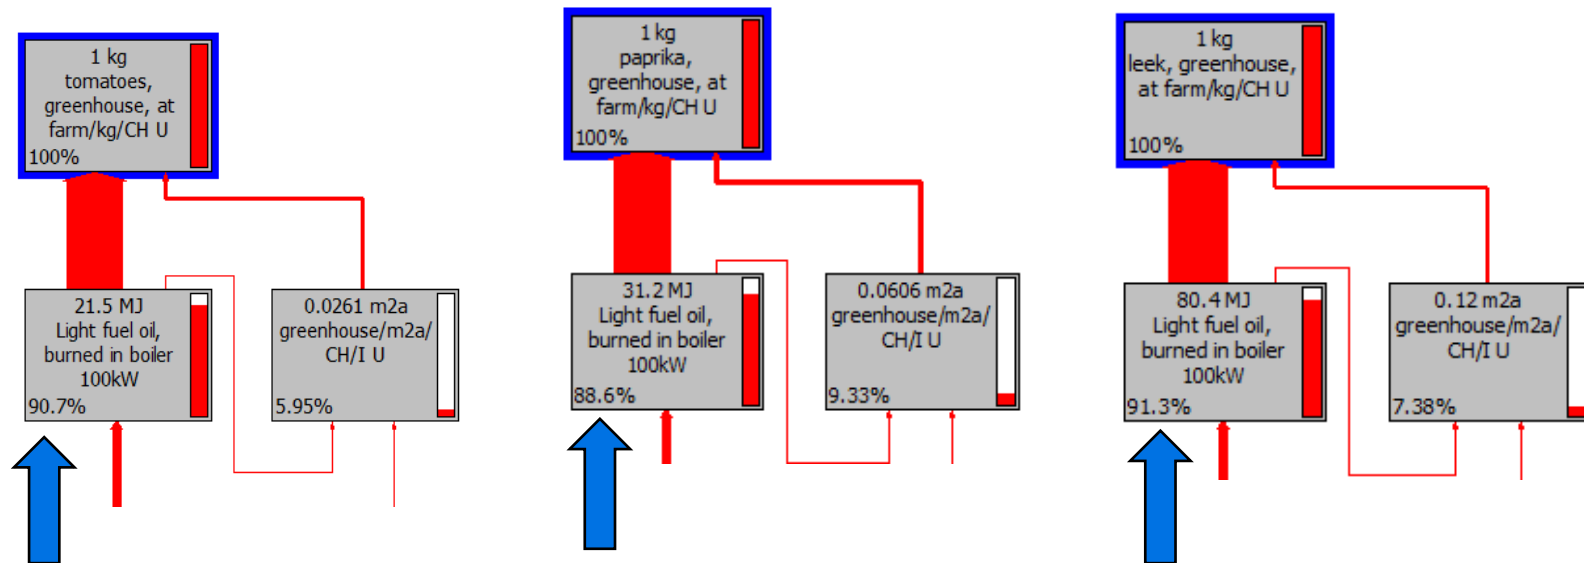 1 kg
tomatoes,
greenhouse, at
farm/kg/CH U
100%
21.5 MJ
Light fuel oil,
burned in boiler
100kW
90.7%
0.0261 m2a
greenhouse/m2a/
CH/I U
5.95%
1 kg
paprika,
greenhouse, at
farm/kg/CH U
100%
31.2 MJ
Light fuel oil,
burned in boiler
100kW
88.6%
0.0606 m2a
greenhouse/m2a/
CH/I U
9.33%
1 kg
leek, greenhouse,
at farm/kg/CH U
100%
80.4 MJ
Light fuel oil,
burned in boiler
100kW
91.3%
0.12 m2a
greenhouse/m2a/
CH/I U
7.38%